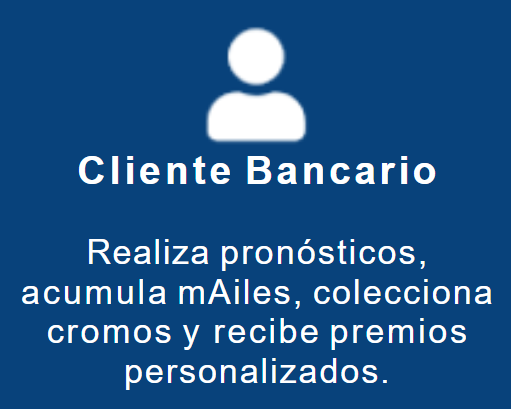 Cliente Bancario
Realiza pronósticos,
acumula mAiles, colecciona
cromos y recibe premios
personalizados.